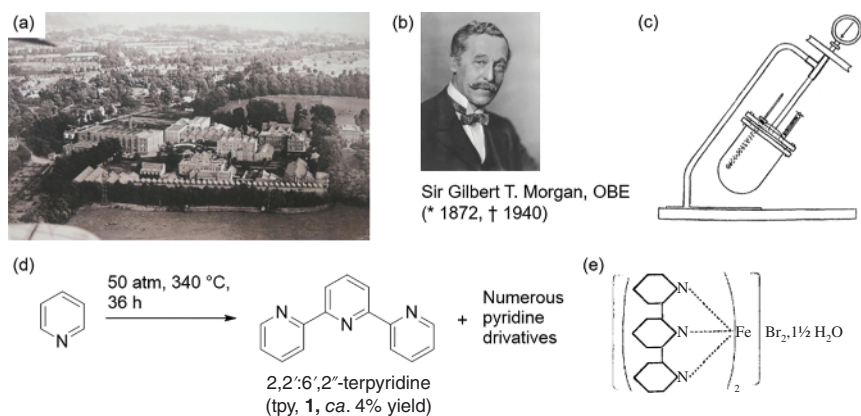 (a)
(b)
(c)
Sir Gilbert T. Morgan, OBE
(* 1872, † 1940)
(d)
50 atm, 340 °C,
36 h
N
N
N
N
+
Numerous
pyridine
drivatives
2,2′:6′,2″-terpyridine
(tpy, 1, ca. 4% yield)
(e)
N
N
N
Fe
2
Br₂,1½ H₂O